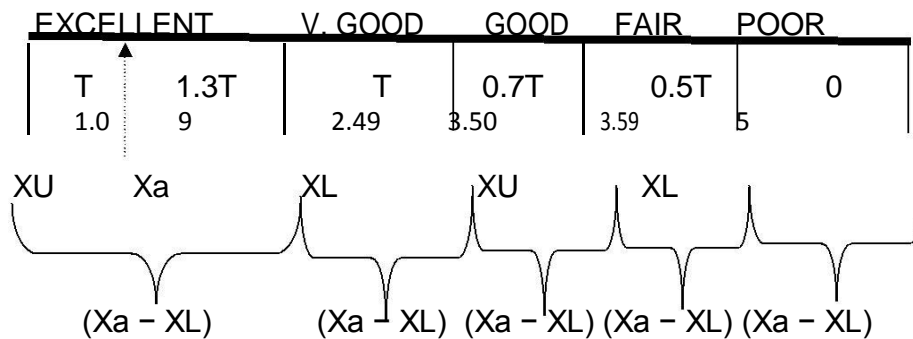 EXCELLENT V. GOOD GOOD FAIR POOR
T 1.3T T 0.7T 0.5T 0
1.0 9 2.49 3.50 3.59 5
XU Xa XL XU XL
(Xa − XL) (Xa − XL) (Xa − XL) (Xa − XL) (Xa − XL)